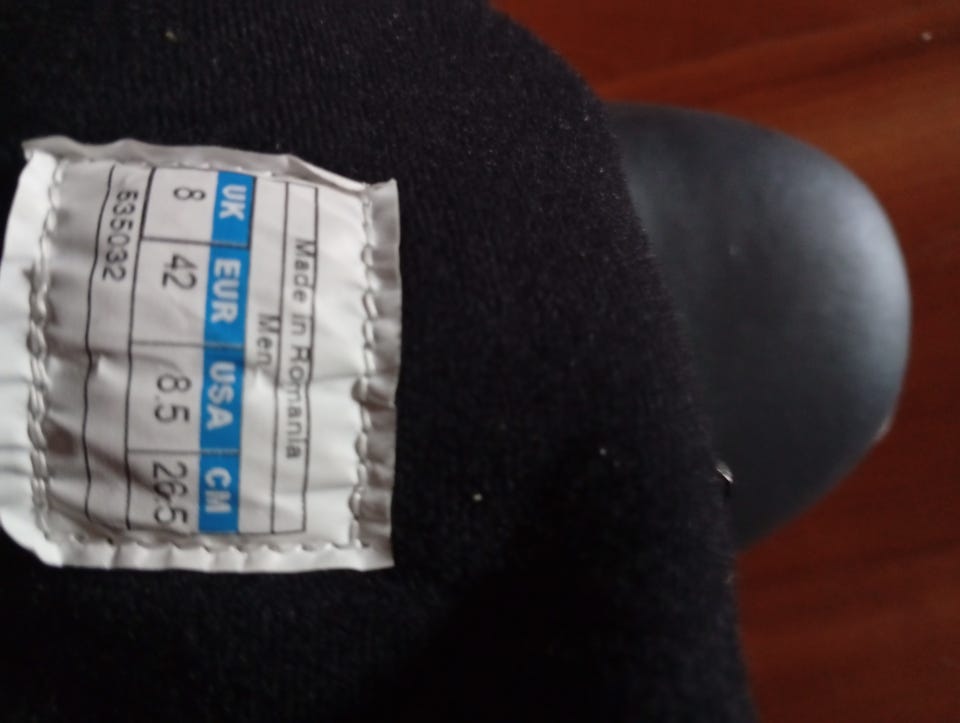 Made in Romania
Men
UK EUR USA CM
8 42 8.5 26.5
535032